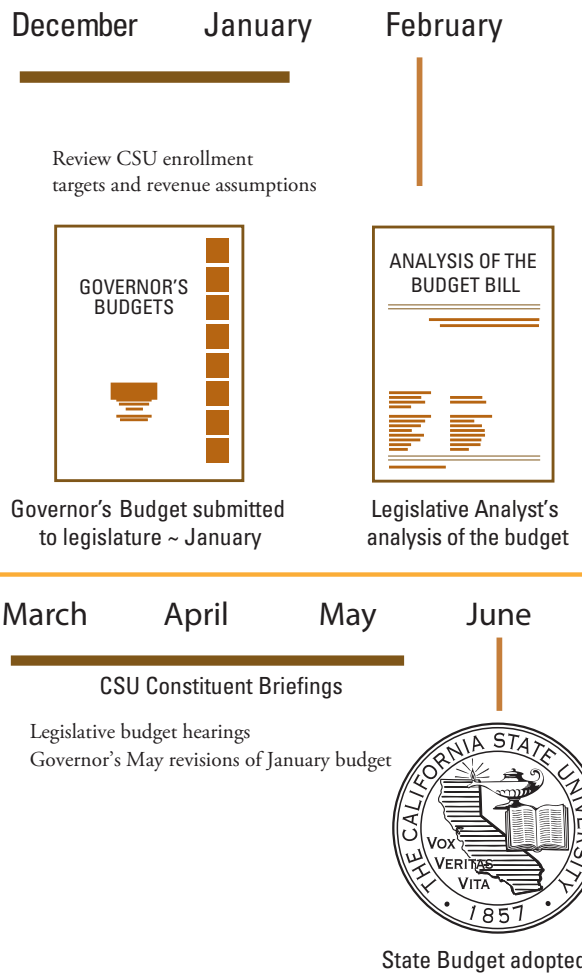 December January February
Review CSU enrollment
targets and revenue assumptions
GOVERNOR'S
BUDGETS
ANALYSIS OF THE
BUDGET BILL
Governor's Budget submitted
to legislature ~ January
Legislative Analyst's
analysis of the budget
March April May June
CSU Constituent Briefings
Legislative budget hearings
Governor's May revisions of January budget
THE CALIFORNIA STATE UNIVERSITY
VOX
VERITAS
VITA
• 1857 •
State Budget adopted